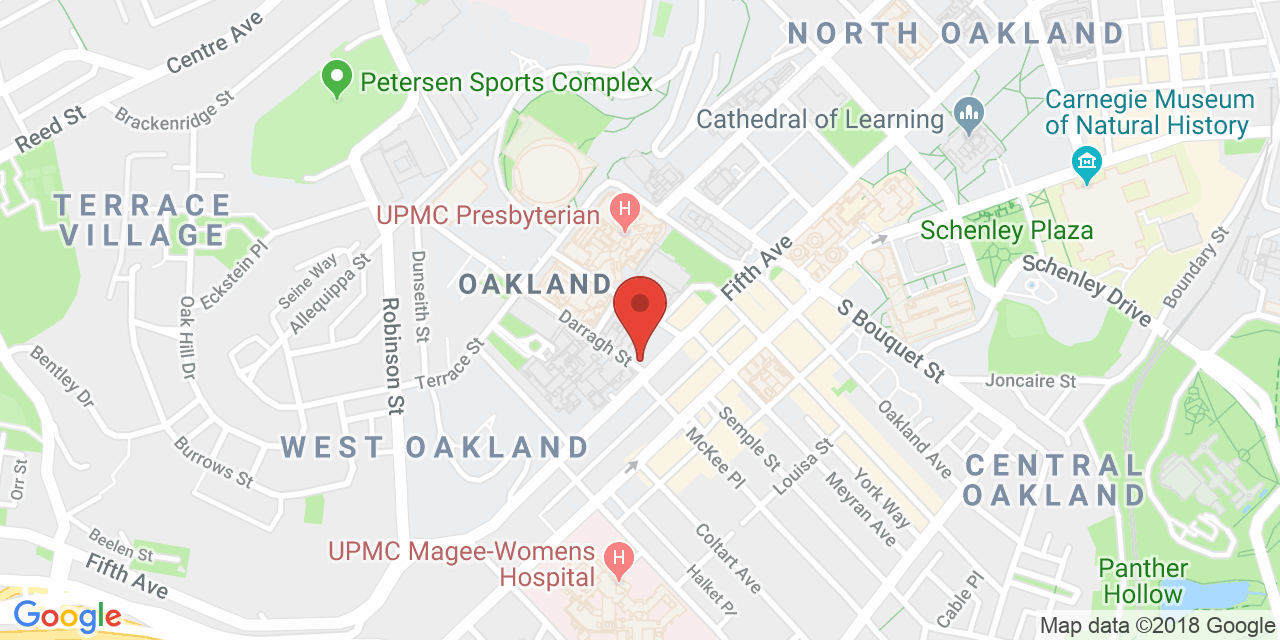 NORTH OAKLAND
Centre Ave
Petersen Sports Complex
Brackenridge St
Reed St
Cathedral of Learning
Carnegie Museum
of Natural History
TERRACE
VILLAGE
UPMC Presbyterian
H
Schenley Plaza
Eckstein Pl
Seine Way
Allequippa St
Dunseith St
OAKLAND
Fifth Ave
Schenley Drive
Boundary St
Oak Hill Dr
Robinson St
Darragh St
S Bouquet St
Terrace St
Bentley Dr
Joncaire St
WEST OAKLAND
Burrows St
McKee Pl
Semple St
Louisa St
Oakland Ave
York Way
Meyran Ave
CENTRAL
OAKLAND
Orr St
Beelen St
Fifth Ave
UPMC Magee-Womens
Hospital
H
Coltart Ave
Halket Pl
Cable Pl
Panther
Hollow
Google
Map data ©2018 Google